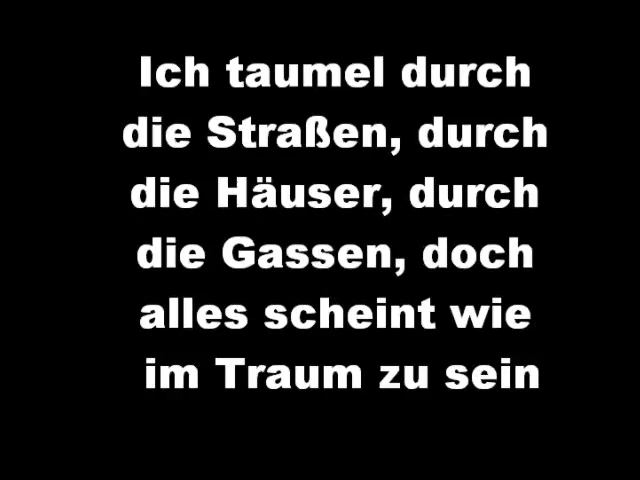 Ich taumel durch
die Straßen, durch
die Häuser, durch
die Gassen, doch
alles scheint wie
im Traum zu sein